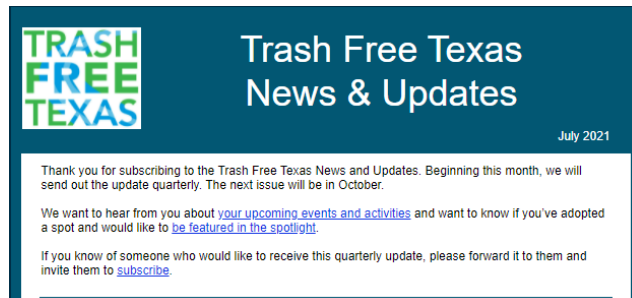 TRASH
FREE
TEXAS
Trash Free Texas
News & Updates
July 2021
Thank you for subscribing to the Trash Free Texas News and Updates. Beginning this month, we will
send out the update quarterly. The next issue will be in October.
We want to hear from you about your upcoming events and activities and want to know if you've adopted
a spot and would like to be featured in the spotlight.
If you know of someone who would like to receive this quarterly update, please forward it to them and
invite them to subscribe.